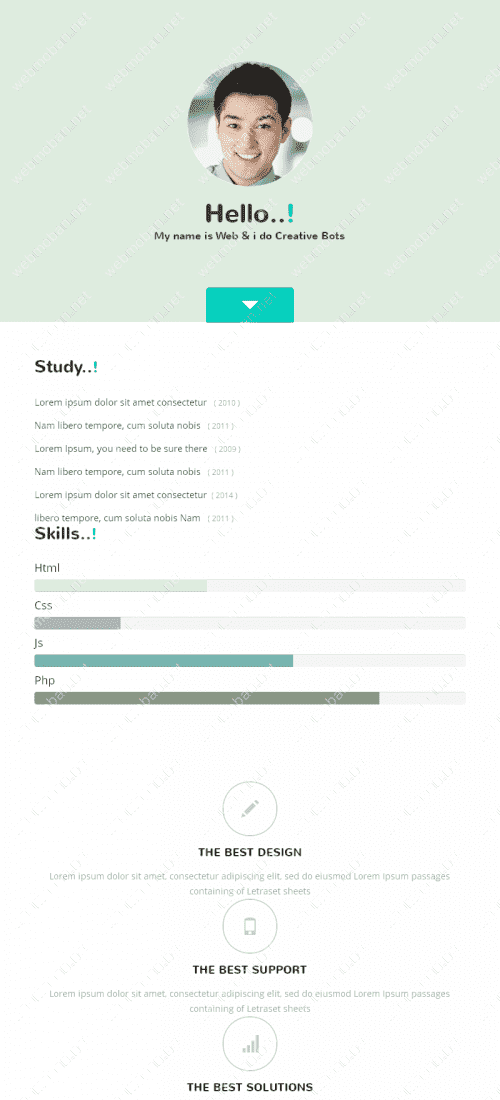 Hello..!
My name is Web & i do Creative Bots
Study..!
Lorem ipsum dolor sit amet consectetur ( 2010 )
Nam libero tempore, cum soluta nobis ( 2011 )
Lorem Ipsum, you need to be sure there ( 2009 )
Nam libero tempore, cum soluta nobis ( 2011 )
Lorem ipsum dolor sit amet consectetur ( 2014 )
libero tempore, cum soluta nobis Nam ( 2011 )
Skills..!
Html
Css
Js
Php
THE BEST DESIGN
Lorem ipsum dolor sit amet, consectetur adipiscing elit, sed do eiusmod Lorem Ipsum passages
containing of Letraset sheets
THE BEST SUPPORT
Lorem ipsum dolor sit amet, consectetur adipiscing elit, sed do eiusmod Lorem Ipsum passages
containing of Letraset sheets
THE BEST SOLUTIONS